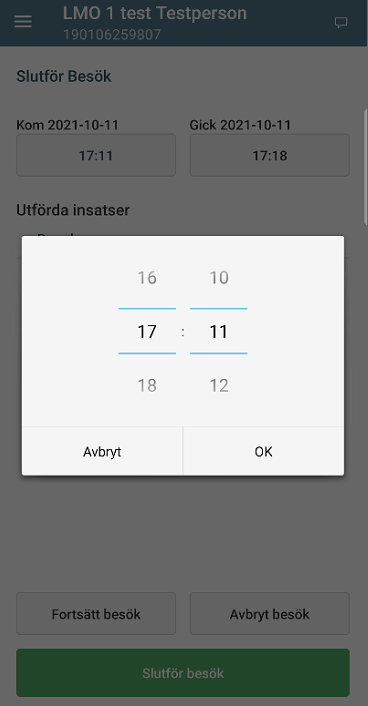 LMO 1 test Testperson
190106259807
Slutför Besök
Kom 2021-10-11 Gick 2021-10-11
17:11 17:18
Utförda insatser
16 10
17 : 11
18 12
Avbryt OK
Fortsätt besök Avbryt besök
Slutför besök